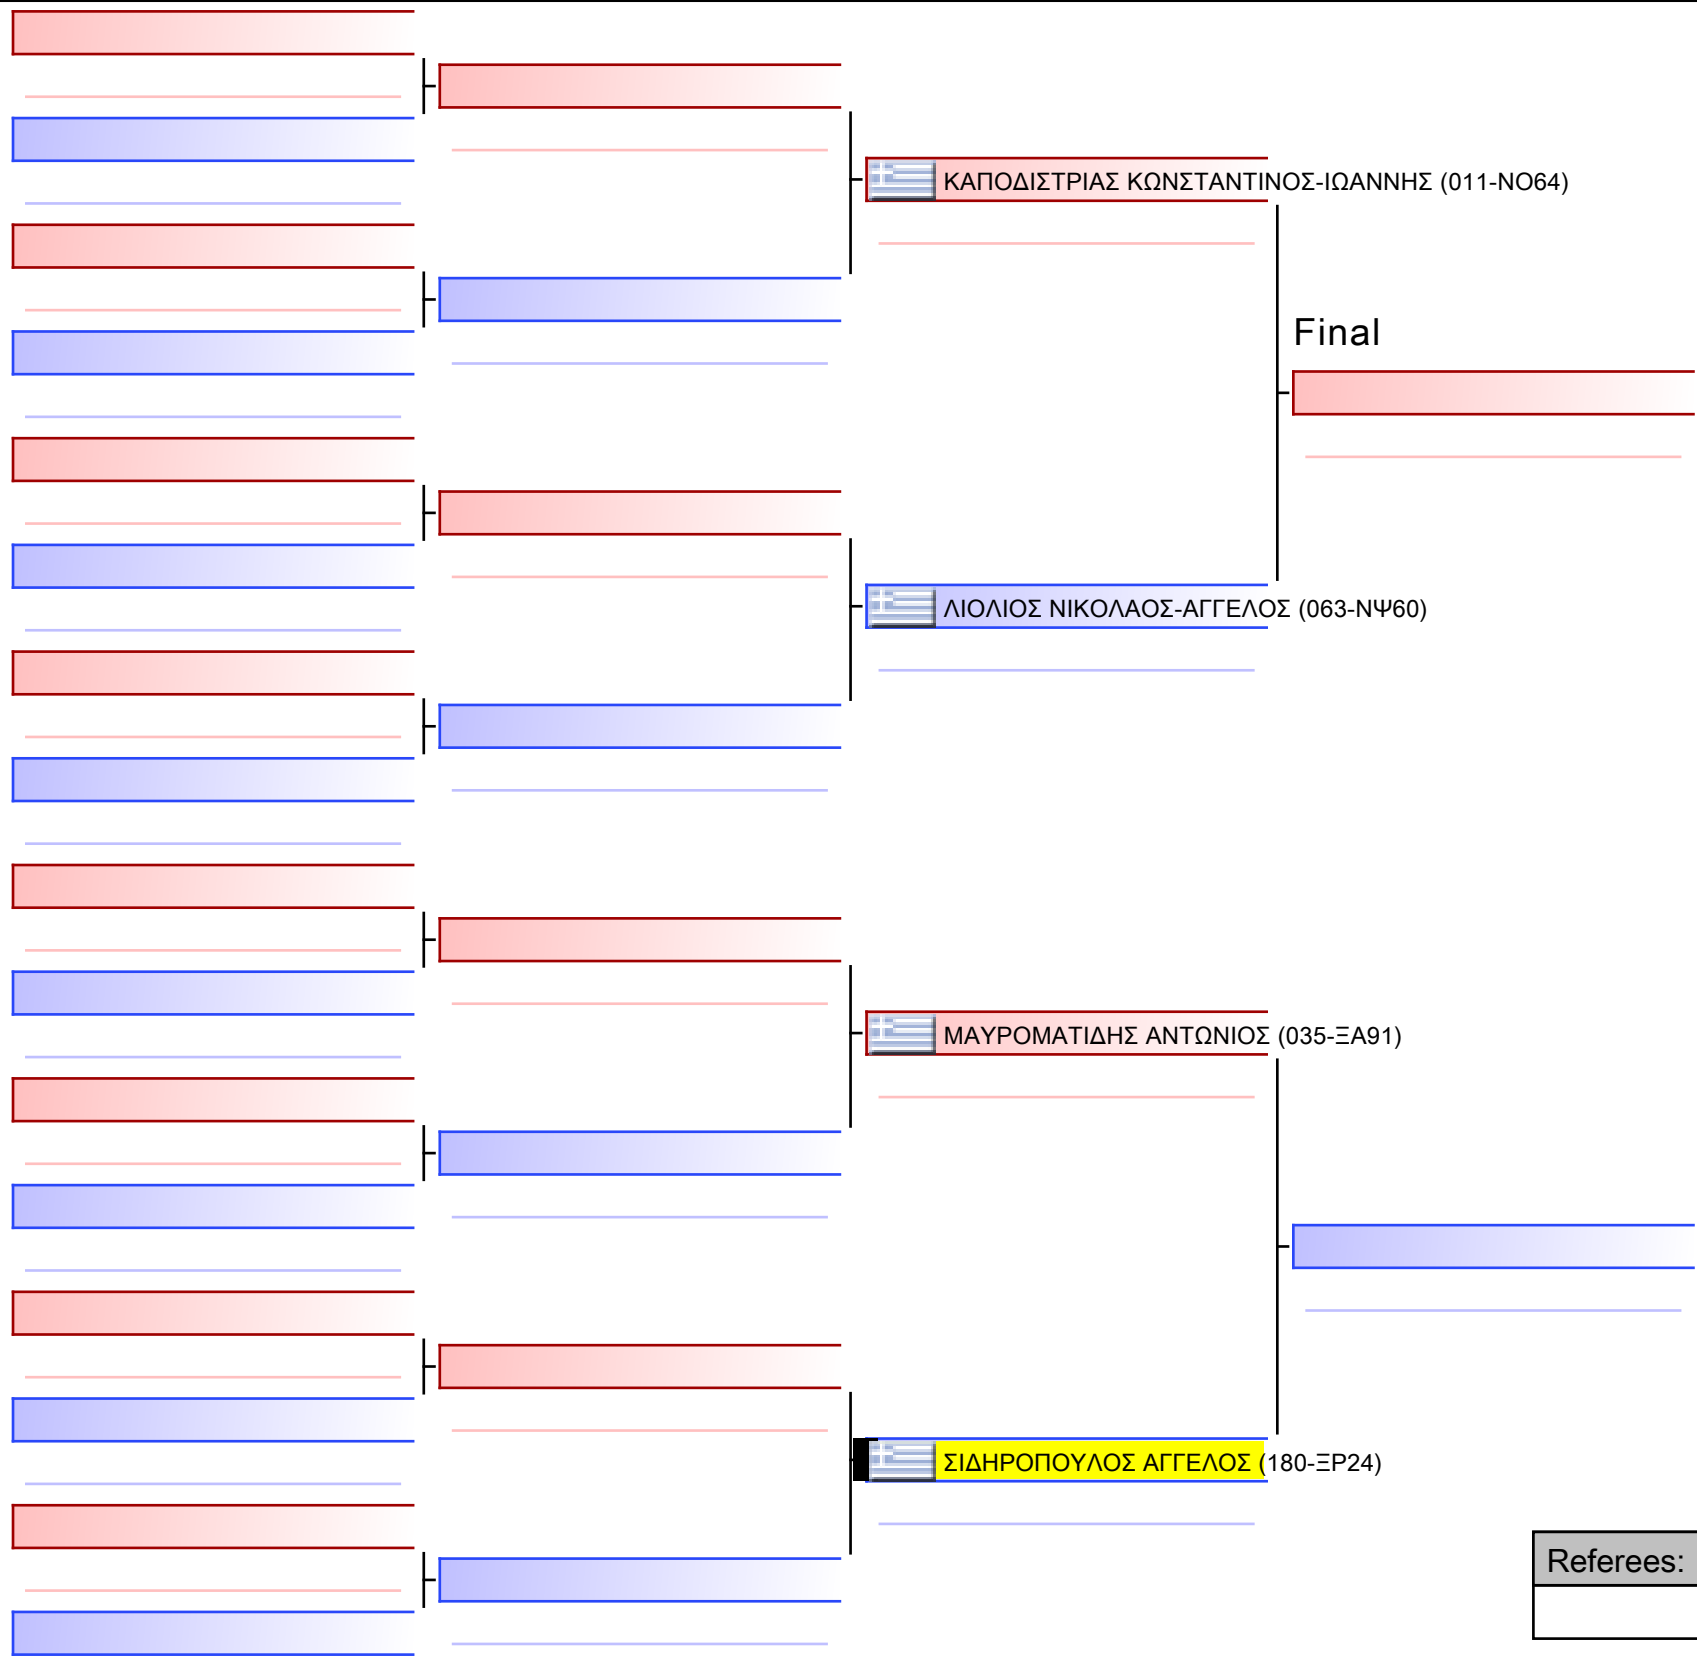 ΚΑΠΟΔΙΣΤΡΙΑΣ ΚΩΝΣΤΑΝΤΙΝΟΣ-ΙΩΑΝΝΗΣ (011-ΝΟ64)
Final
ΛΙΟΛΙΟΣ ΝΙΚΟΛΑΟΣ-ΑΓΓΕΛΟΣ (063-ΝΨ60)
ΜΑΥΡΟΜΑΤΙΔΗΣ ΑΝΤΩΝΙΟΣ (035-ΞΑ91)
ΣΙΔΗΡΟΠΟΥΛΟΣ ΑΓΓΕΛΟΣ (180-ΞΡ24)
Referees: